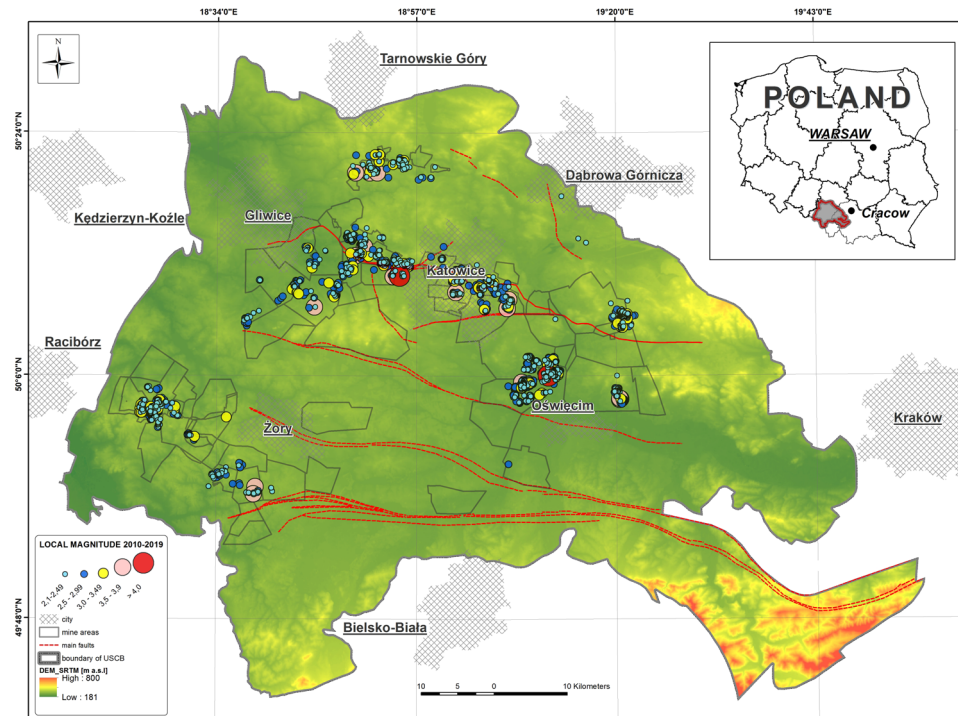 18°34'0"E
18°57'0"E
19°20'0"E
19°43'0"E
N
Tarnowskie Góry
POLAND
WARSAW
Cracow
50°24'0"N
Dąbrowa Górnicza
Kędzierzyn-Koźle
Gliwice
Katowice
Racibórz
50°6'0"N
Oświęcim
Kraków
Żory
LOCAL MAGNITUDE 2010-2019
2,1-2,49
2,5 - 2,99
3,0 - 3,49
3,5 - 3,9
> 4,0
city
mine areas
main faults
boundary of USCB
DEM_SRTM [m a.s.l]
High : 800
Low : 181
49°48'0"N
Bielsko-Biała
10 5 0 10 Kilometers